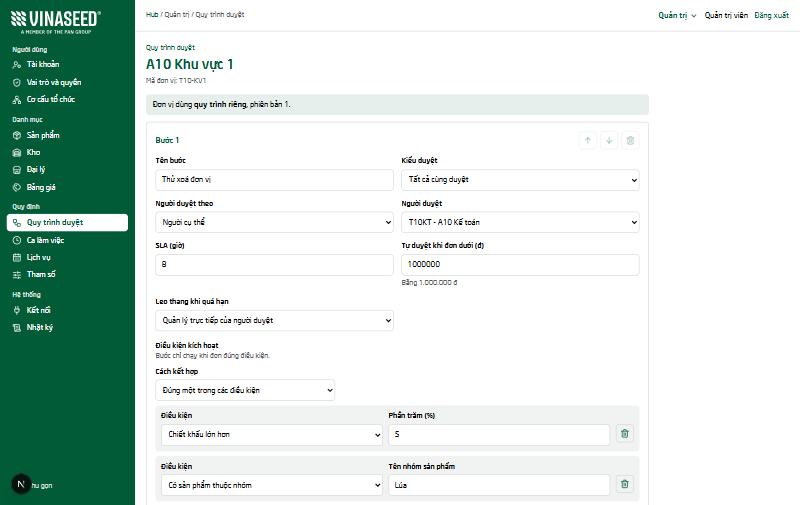 VINASEED®
A MEMBER OF THE PAN GROUP
Người dùng
Tài khoản
Vai trò và quyền
Cơ cấu tổ chức
Danh mục
Sản phẩm
Kho
Đại lý
Bảng giá
Quy định
Quy trình duyệt
Ca làm việc
Lịch vụ
Tham số
Hệ thống
Kết nối
Nhật ký
N
hu gọn
Hub / Quản trị / Quy trình duyệt
Quản trị
Quản trị viên
Đăng xuất
Quy trình duyệt
A10 Khu vực 1
Mã đơn vị: T10-KV1
Đơn vị dùng quy trình riêng, phiên bản 1.
Bước 1
Tên bước
Kiểu duyệt
Thử xoá đơn vị
Tất cả cùng duyệt
Người duyệt theo
Người duyệt
Người cụ thể
T10KT - A10 Kế toán
SLA (giờ)
Tự duyệt khi đơn dưới (đ)
8
1000000
Bằng 1.000.000 đ
Leo thang khi quá hạn
Quản lý trực tiếp của người duyệt
Điều kiện kích hoạt
Bước chỉ chạy khi đơn đúng điều kiện.
Cách kết hợp
Đúng một trong các điều kiện
Điều kiện
Phần trăm (%)
Chiết khấu lớn hơn
5
Điều kiện
Tên nhóm sản phẩm
Có sản phẩm thuộc nhóm
Lúa